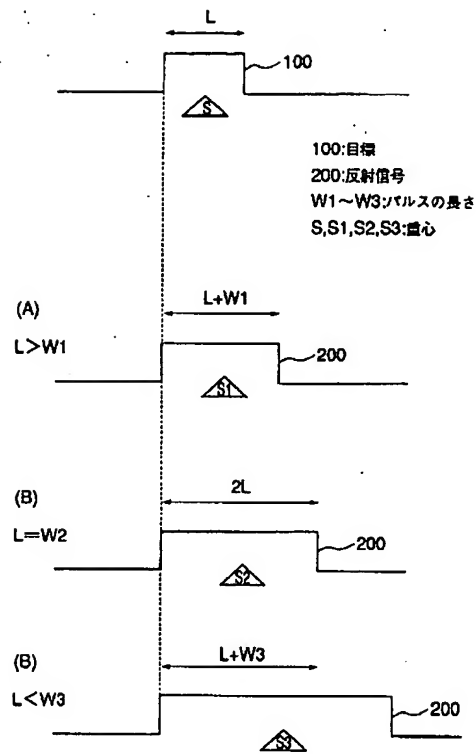 L
100
S
100:目標
200:反射信号
W1～W3:パルスの長さ
S,S1,S2,S3:重心
(A)
L+W1
L>W1
200
S1
(B)
2L
L=W2
200
S2
(B)
L+W3
L<W3
200
S3